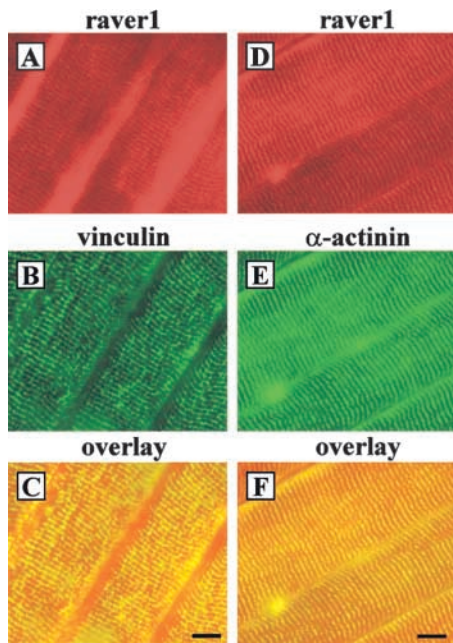 raver1 raver1
A D
vinculin α-actinin
B E
overlay overlay
C F